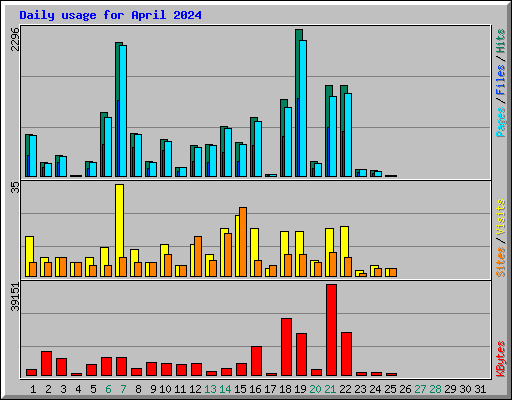 Daily usage for April 2024
2296
Pages / Files / Hits
35
Sites / Visits
39151
KBytes
1 2 3 4 5 6 7 8 9 10 11 12 13 14 15 16 17 18 19 20 21 22 23 24 25 26 27 28 29 30 31